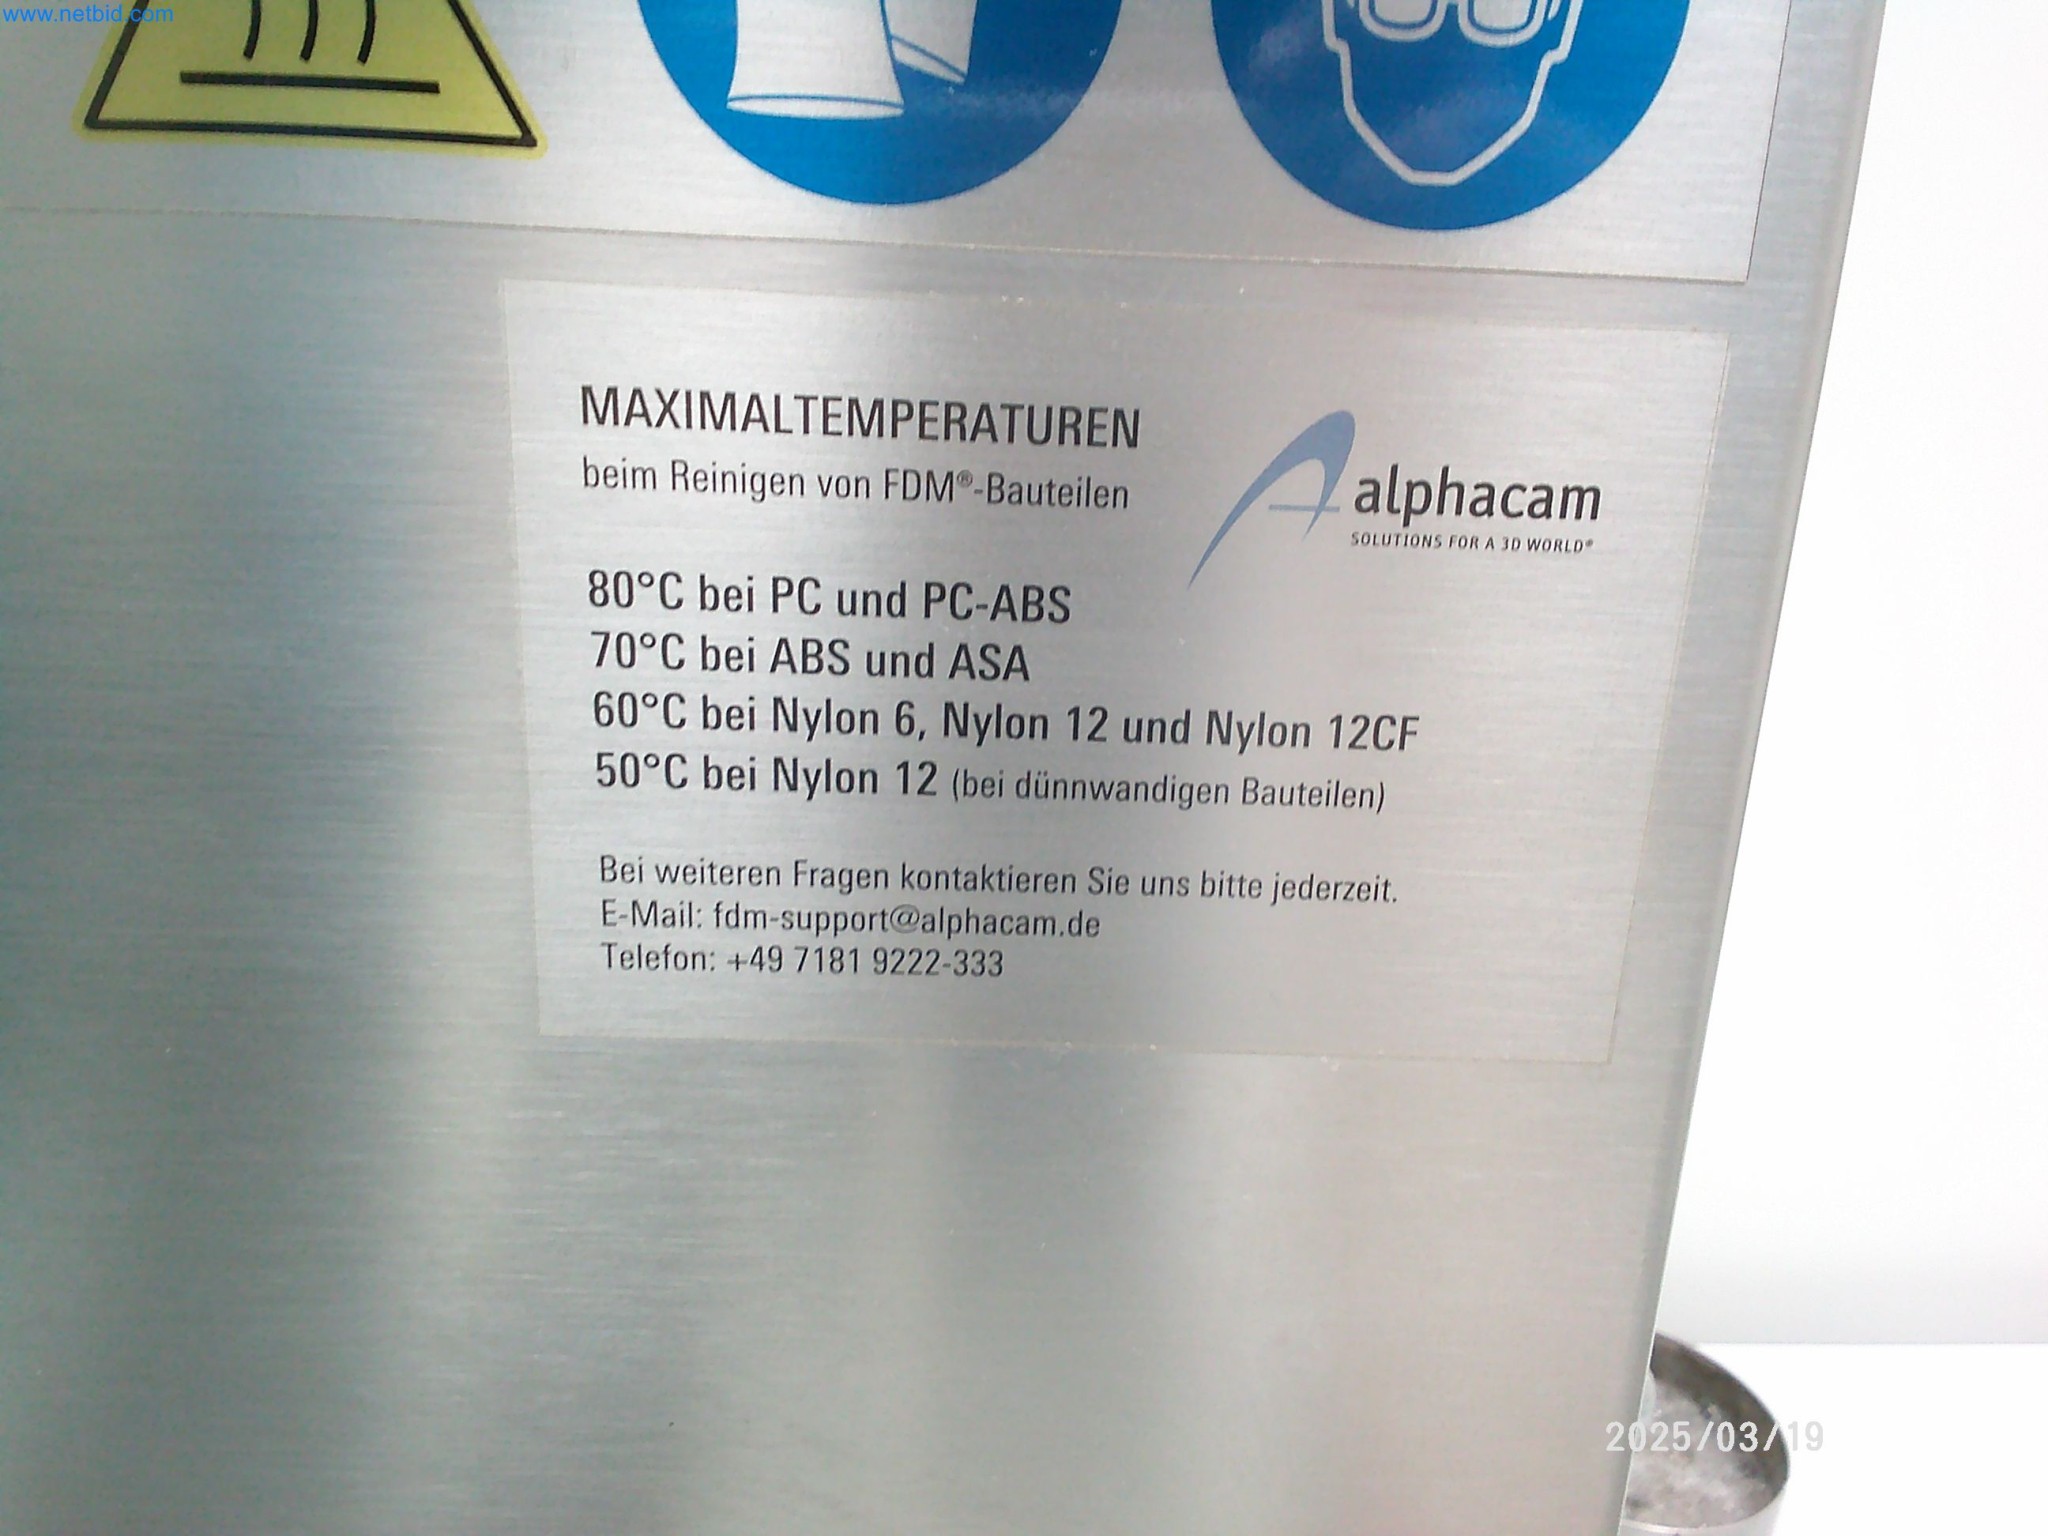 www.netbid.com
MAXIMALTEMPERATUREN
beim Reinigen von FDM®-Bauteilen
alphacam
SOLUTIONS FOR A 3D WORLD®
80°C bei PC und PC-ABS
70°C bei ABS und ASA
60°C bei Nylon 6, Nylon 12 und Nylon 12CF
50°C bei Nylon 12 (bei dünnwandigen Bauteilen)
Bei weiteren Fragen kontaktieren Sie uns bitte jederzeit.
E-Mail: fdm-support@alphacam.de
Telefon: +49 7181 9222-333
2025/03/19